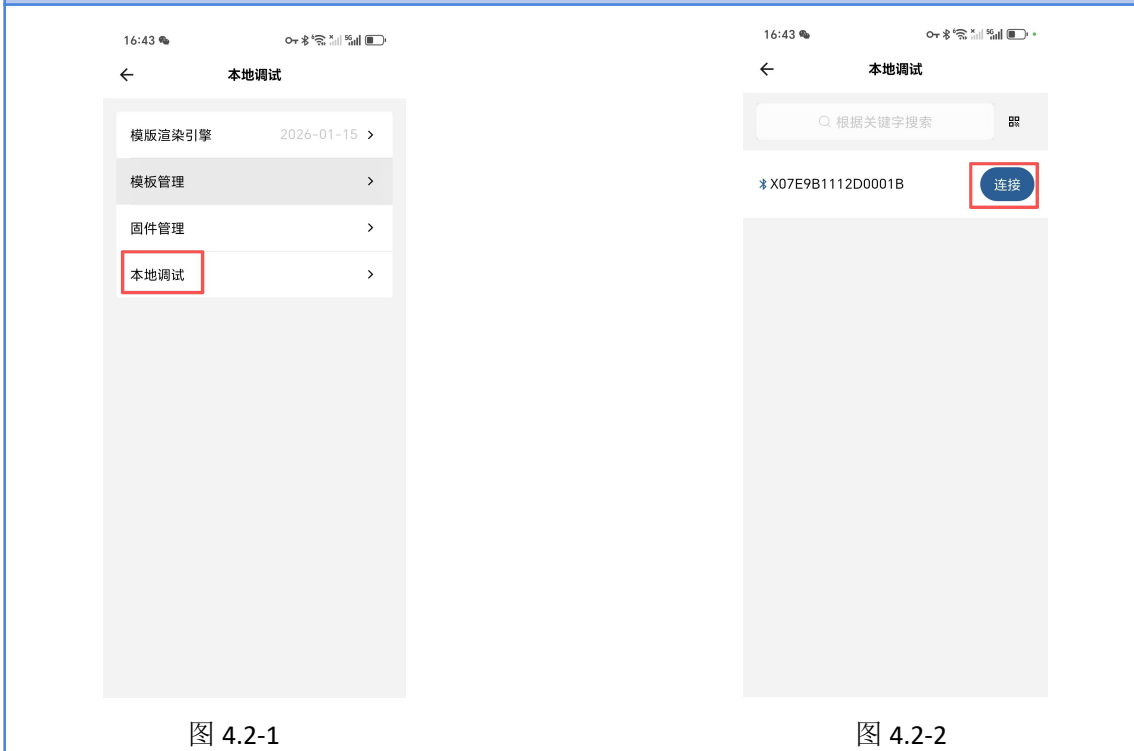 16:43
本地调试
模版渲染引擎 2026-01-15
模板管理
固件管理
本地调试
图 4.2-1
16:43
本地调试
根据关键字搜索
X07E9B1112D0001B 连接
图 4.2-2